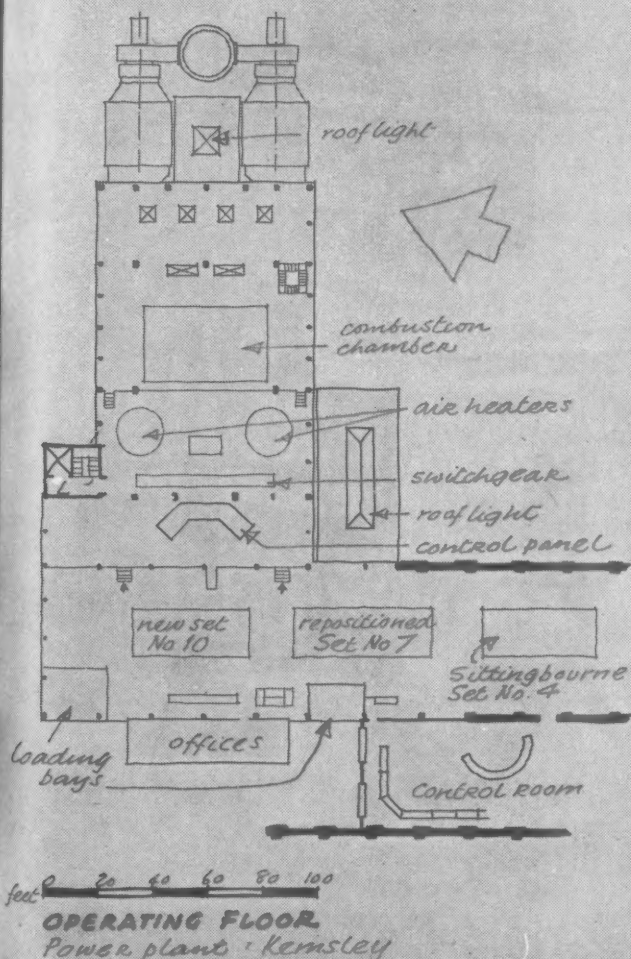 roof light
combustion
chamber
air heaters
switchgear
roof light
control panel
new set
No 10
repositioned
Set No 7
Sittingbourne
Set No. 4
loading
bays
offices
Control Room
feet 0 20 40 60 80 100
OPERATING FLOOR
Power plant : Kemsley